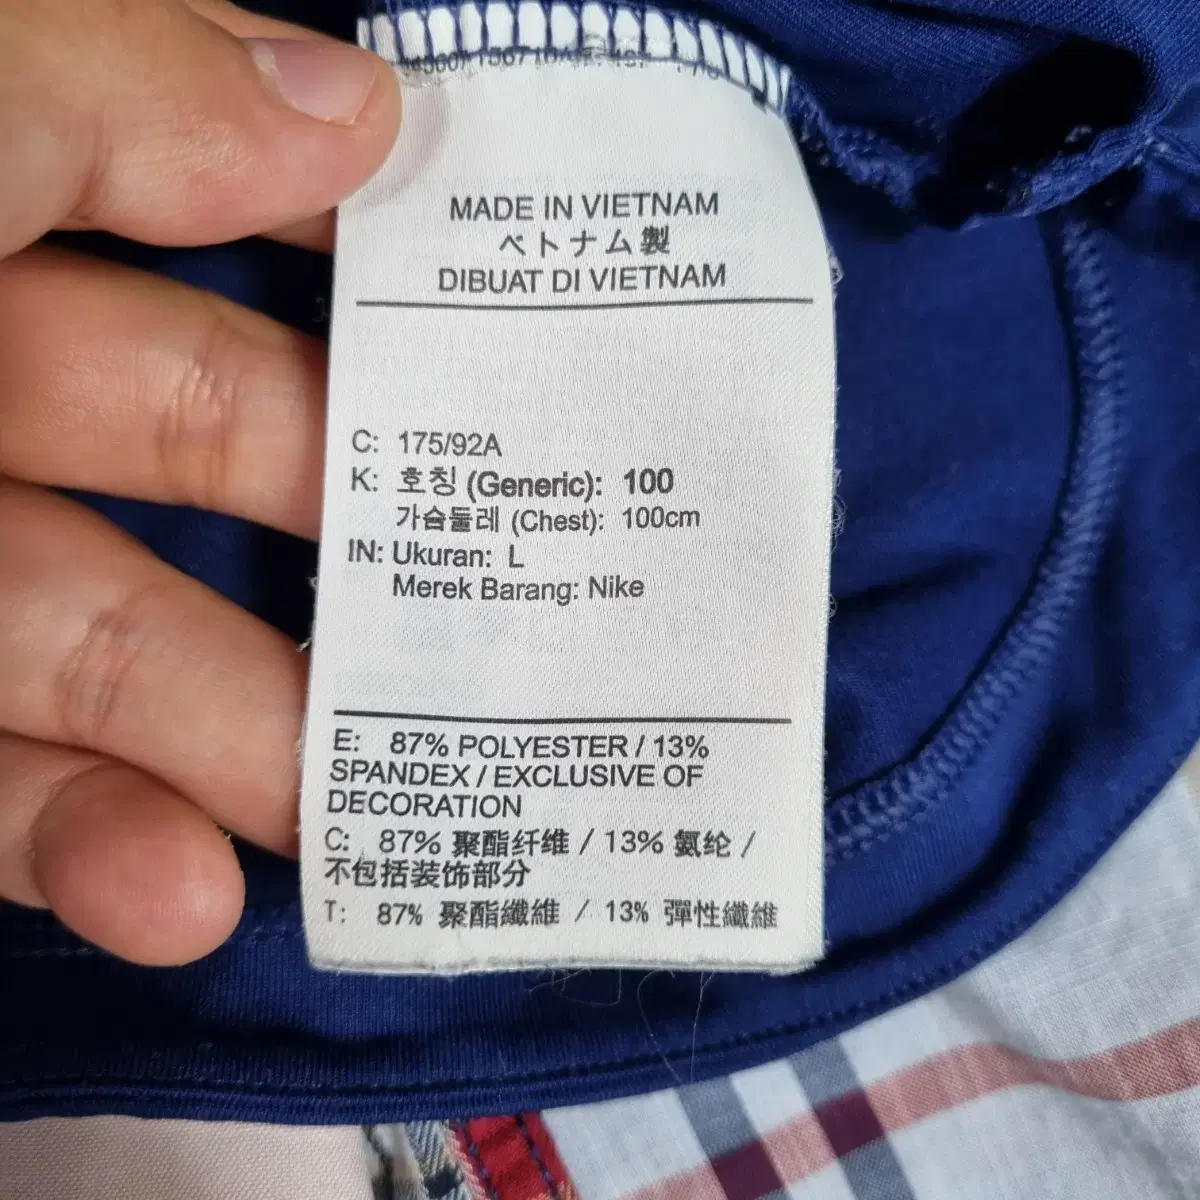 MADE IN VIETNAM
ベトナム製
DIBUAT DI VIETNAM
C: 175/92A
K: 호칭 (Generic): 100
가슴둘레 (Chest): 100cm
IN: Ukuran: L
Merek Barang: Nike
E: 87% POLYESTER / 13%
SPANDEX / EXCLUSIVE OF
DECORATION
C: 87% 聚酯纤维 / 13% 氨纶 /
不包括装饰部分
T: 87% 聚酯纖維 / 13% 彈性纖維